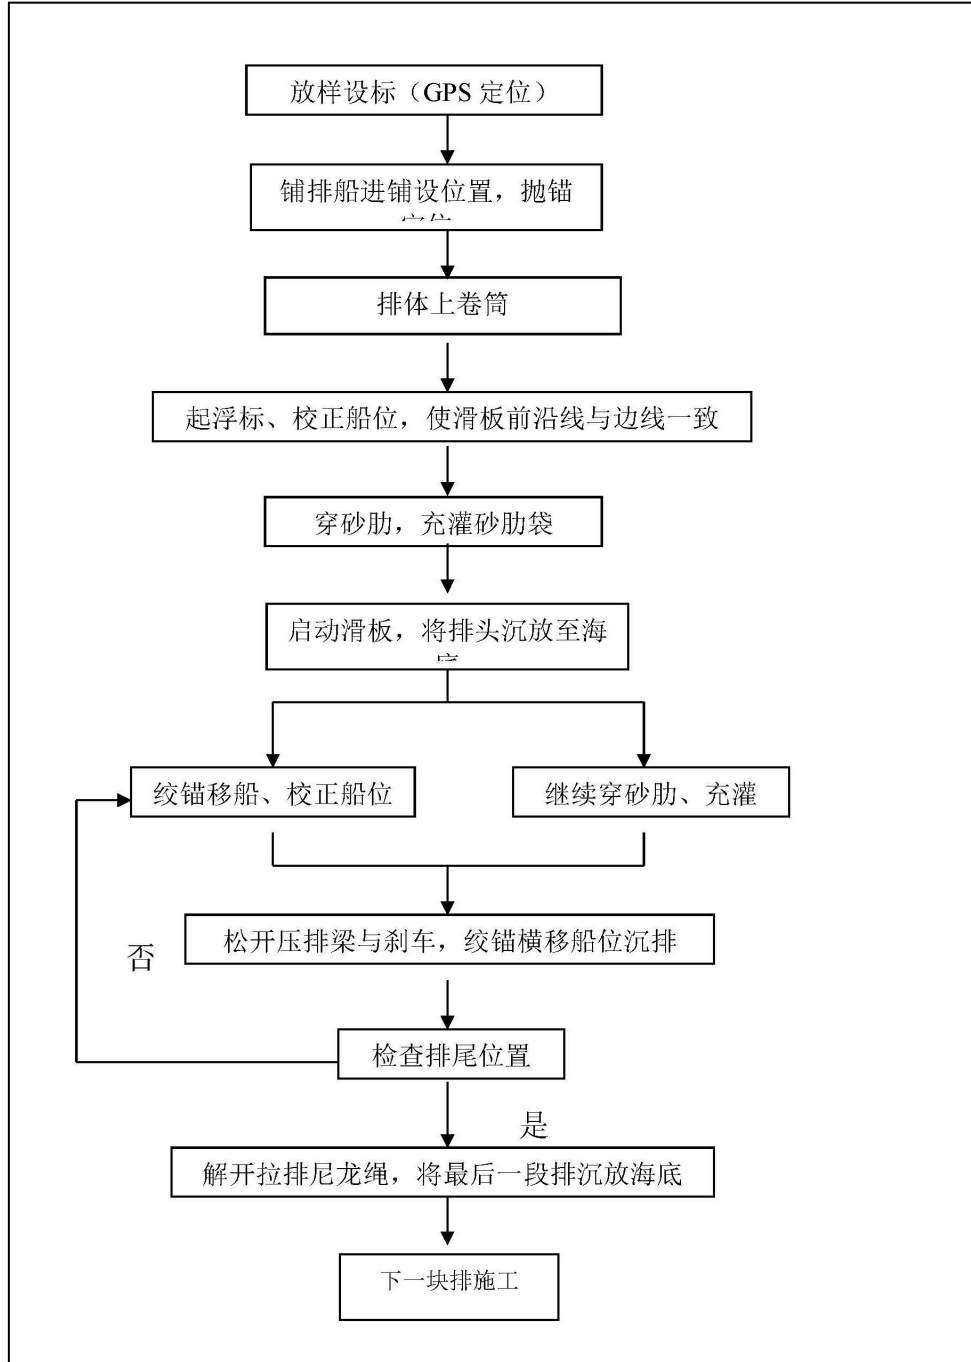 放样设标（GPS 定位）
铺排船进铺设位置，抛锚
定位
排体上卷筒
起浮标、校正船位，使滑板前沿线与边线一致
穿砂肋，充灌砂肋袋
启动滑板，将排头沉放至海
底
绞锚移船、校正船位
继续穿砂肋、充灌
松开压排梁与刹车，绞锚横移船位沉排
否
检查排尾位置
是
解开拉排尼龙绳，将最后一段排沉放海底
下一块排施工